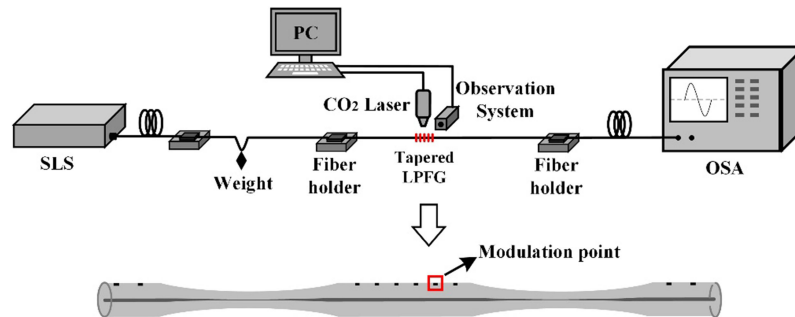 PC
CO2 Laser
Observation
System
SLS
Weight
Fiber
holder
Tapered
LPFG
Fiber
holder
OSA
Modulation point